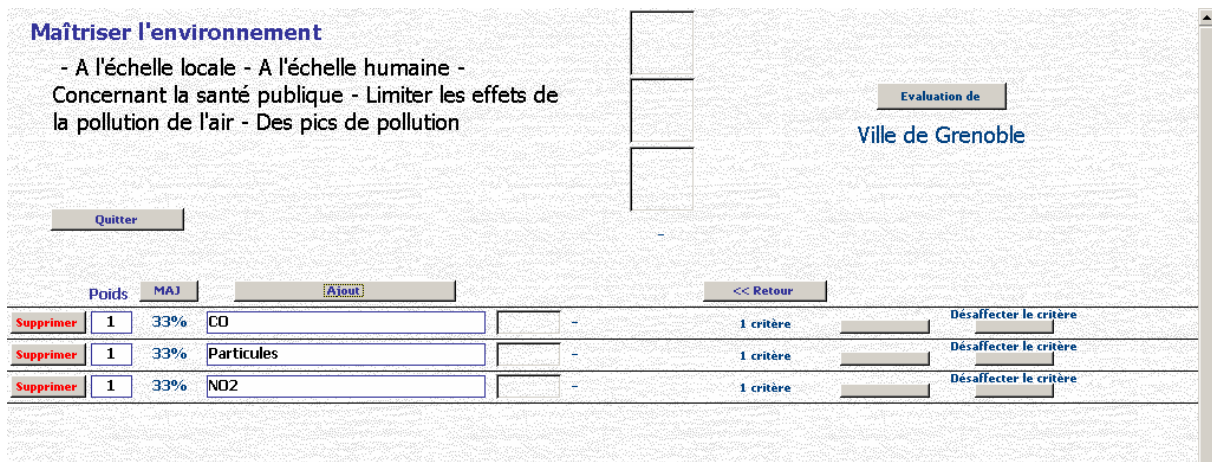 Maîtriser l'environnement
- A l'échelle locale - A l'échelle humaine -
Concernant la santé publique - Limiter les effets de
la pollution de l'air - Des pics de pollution
Evaluation de
Ville de Grenoble
Quitter
-
Poids MAJ Ajout << Retour
Supprimer 1 33% CO - 1 critère Désaffecter le critère
Supprimer 1 33% Particules - 1 critère Désaffecter le critère
Supprimer 1 33% NO2 - 1 critère Désaffecter le critère